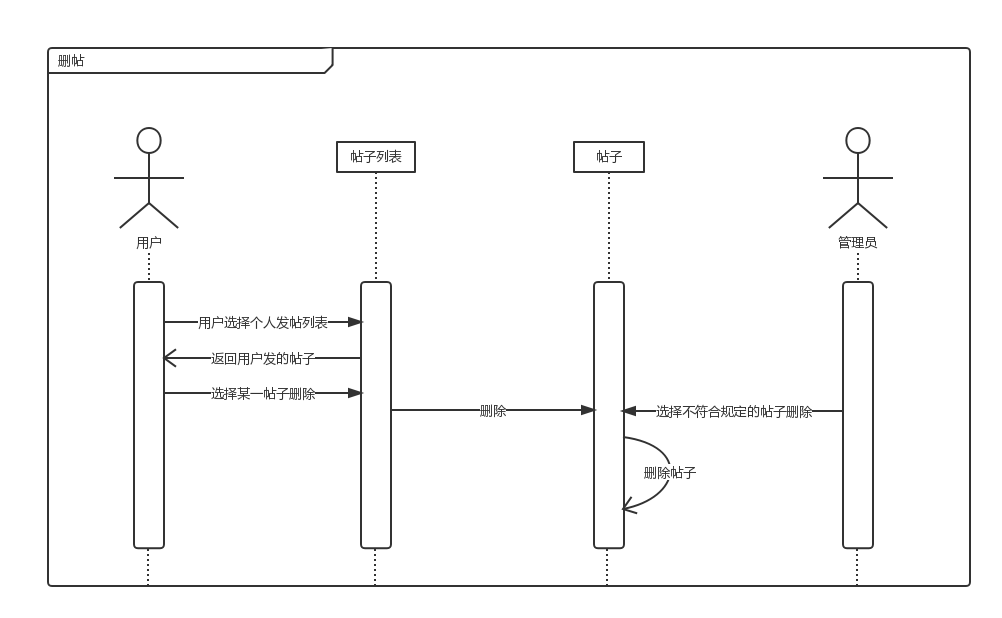 删帖
帖子列表
帖子
用户
管理员
用户选择个人发帖列表
返回用户发的帖子
选择某一帖子删除
删除
选择不符合规定的帖子删除
删除帖子